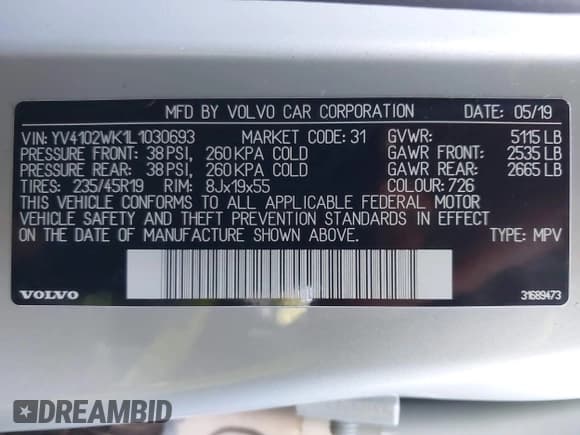 MFD BY VOLVO CAR CORPORATION DATE: 05/19
VIN: YV4102WK1L1030693 MARKET CODE: 31 GVWR: 5115 LB
PRESSURE FRONT: 38 PSI, 260 KPA COLD GAWR FRONT: 2535 LB
PRESSURE REAR: 38 PSI, 260 KPA COLD GAWR REAR: 2665 LB
TIRES: 235/45R19 RIM: 8Jx19x55 COLOUR: 726
THIS VEHICLE CONFORMS TO ALL APPLICABLE FEDERAL MOTOR
VEHICLE SAFETY AND THEFT PREVENTION STANDARDS IN EFFECT
ON THE DATE OF MANUFACTURE SHOWN ABOVE. TYPE: MPV
VOLVO 31689473
DREAMBID